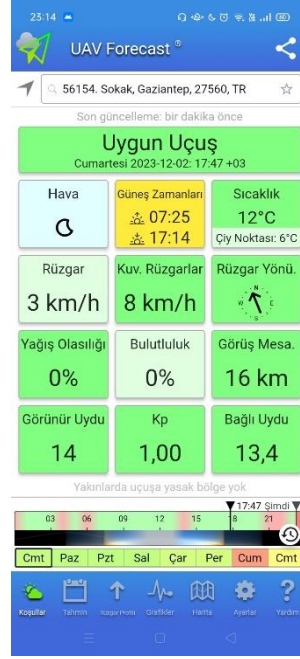 23:14
UAV Forecast ®
56154. Sokak, Gaziantep, 27560, TR
Son güncelleme: bir dakika önce
Uygun Uçuş
Cumartesi 2023-12-02: 17:47 +03
Hava
Güneş Zamanları
07:25
17:14
Sıcaklık
12°C
Çiy Noktası: 6°C
Rüzgar
3 km/h
Kuv. Rüzgarlar
8 km/h
Rüzgar Yönü.
N
W E
S
Yağış Olasılığı
0%
Bulutluluk
0%
Görüş Mesa.
16 km
Görünür Uydu
14
Kp
1,00
Bağlı Uydu
13,4
Yakınlarda uçuşa yasak bölge yok
17:47 Şimdi
03 06 09 12 15 18 21
Cmt Paz Pzt Sal Çar Per Cum Cmt
Koşullar Tahmin Grafikler Harita Ayarlar Yardım